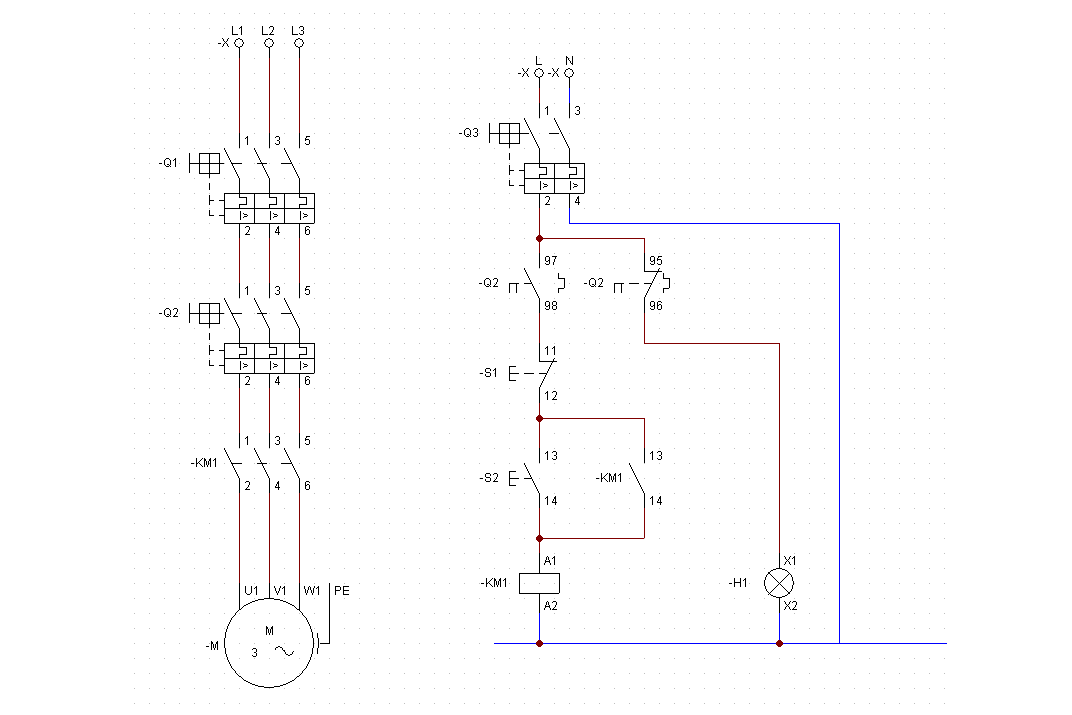 L1 L2 L3
-X
L N
-X -X
1 3
-Q3
1 3 5
-Q1
I> I>
2 4
I> I> I>
2 4 6
97 95
-Q2 -Q2
98 96
1 3 5
-Q2
I> I> I>
2 4 6
11
-S1
12
1 3 5
-KM1
2 4 6
13 13
-S2 -KM1
14 14
A1
-KM1
A2
X1
-H1
X2
U1 V1 W1 PE
-M
M
3